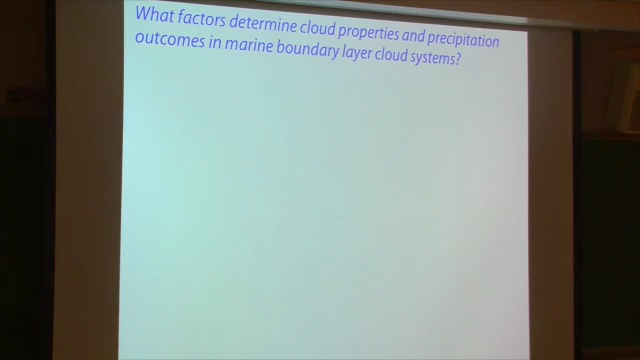 What factors determine cloud properties and precipitation
outcomes in marine boundary layer cloud systems?